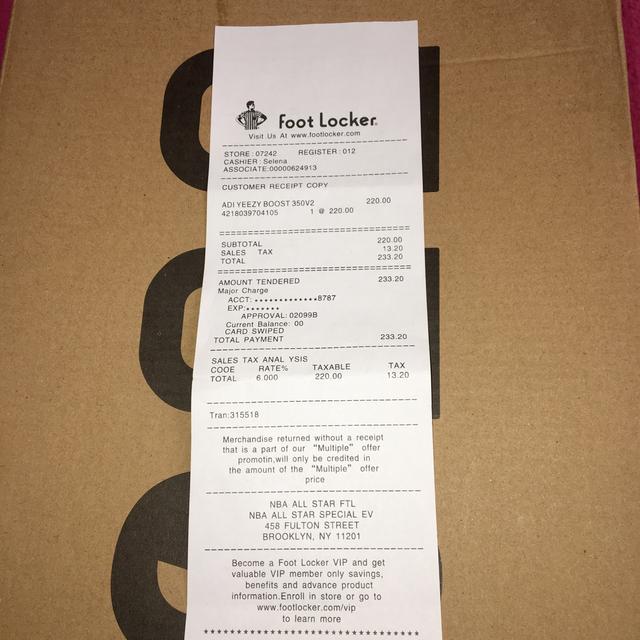 Foot Locker
Visit Us At www.footlocker.com
STORE: 07242 REGISTER: 012
CASHIER: Selena
ASSOCIATE:00000624913
CUSTOMER RECEIPT COPY
ADI YEEZY BOOST 350V2 220.00
4218039704105 1 @ 220.00
SUBTOTAL 220.00
SALES TAX 13.20
TOTAL 233.20
AMOUNT TENDERED 233.20
Major Charge
ACCT: •••••••••••••8787
EXP:•••••••
APPROVAL: 02099B
Current Balance: 00
CARD SWIPED
TOTAL PAYMENT 233.20
SALES TAX ANAL YSIS
COOE RATE% TAXABLE TAX
TOTAL 6.000 220.00 13.20
Tran:315518
Merchandise returned without a receipt
that is a part of our “Multiple” offer
promotin,will only be credited in
the amount of the “Multiple” offer
price
NBA ALL STAR FTL
NBA ALL STAR SPECIAL EV
458 FULTON STREET
BROOKLYN, NY 11201
Become a Foot Locker VIP and get
valuable VIP member only savings,
benefits and advance product
information.Enroll in store or go to
www.footlocker.com/vip
to learn more